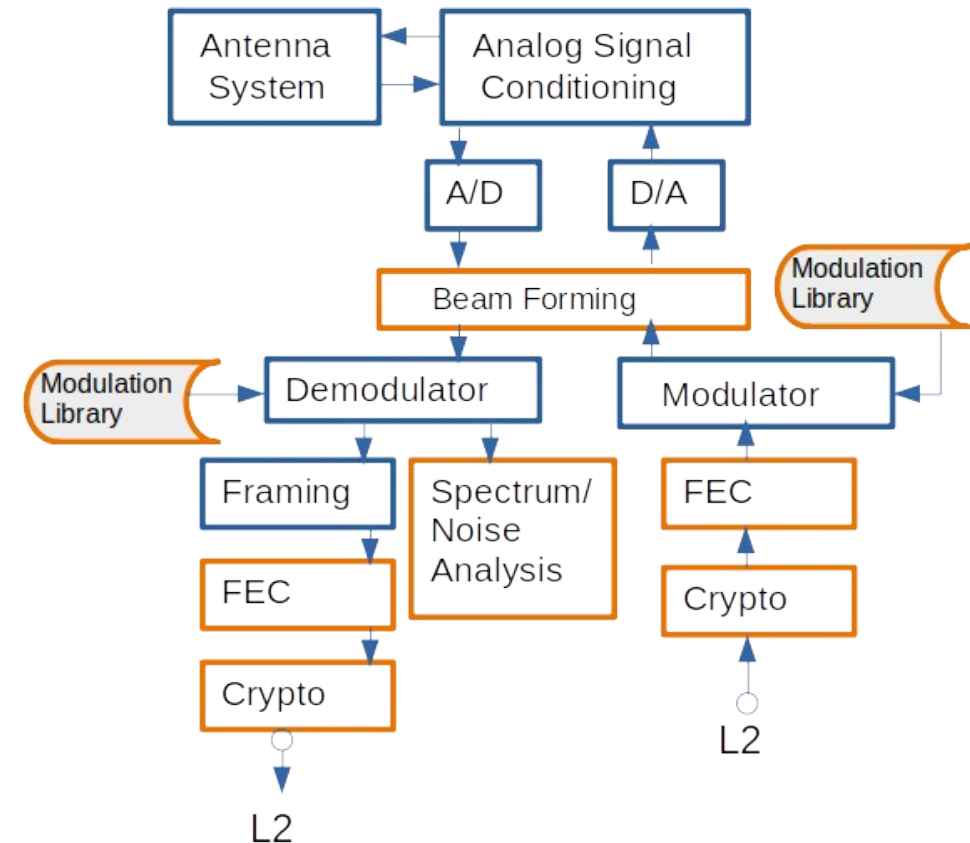 Antenna
System
Analog Signal
Conditioning
A/D
D/A
Modulation
Library
Beam Forming
Modulation
Library
Demodulator
Modulator
Framing
Spectrum/
Noise
Analysis
FEC
FEC
Crypto
Crypto
L2
L2